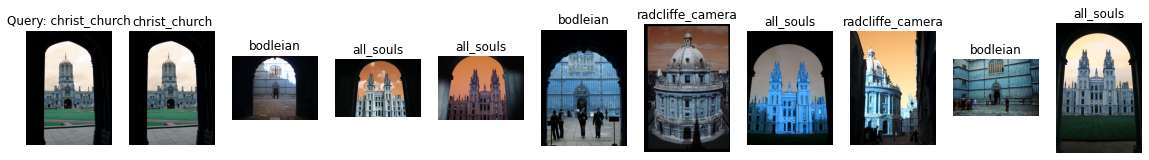 Query: christ_church
christ_church
bodleian
all_souls
all_souls
bodleian
radcliffe_camera
all_souls
radcliffe_camera
bodleian
all_souls